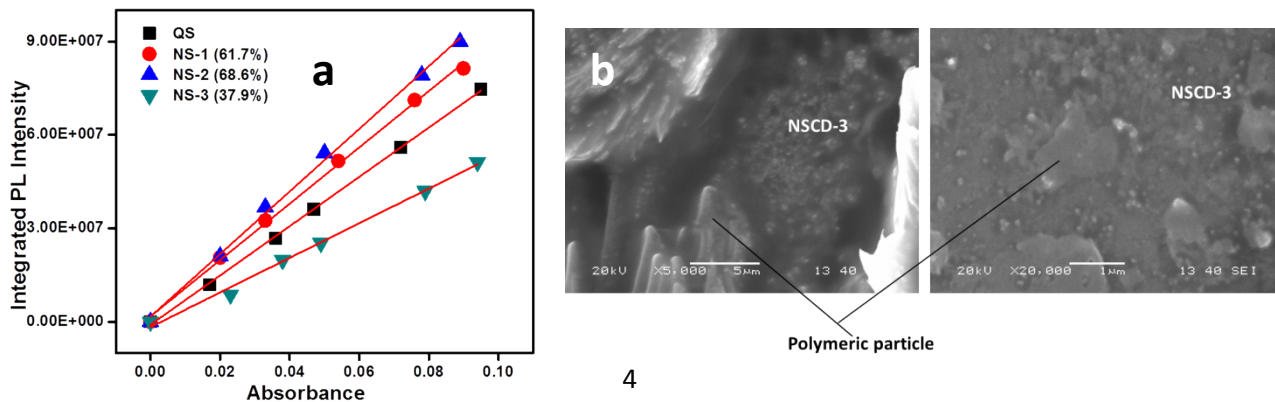 a
QS
NS-1 (61.7%)
NS-2 (68.6%)
NS-3 (37.9%)
9.00E+007
6.00E+007
3.00E+007
0.00E+000
Integrated PL Intensity
0.00 0.02 0.04 0.06 0.08 0.10
Absorbance
b
NSCD-3
20kV X5,000 5µm 13 40
NSCD-3
20kV X20,000 1µm 13 40 SEI
Polymeric particle
4